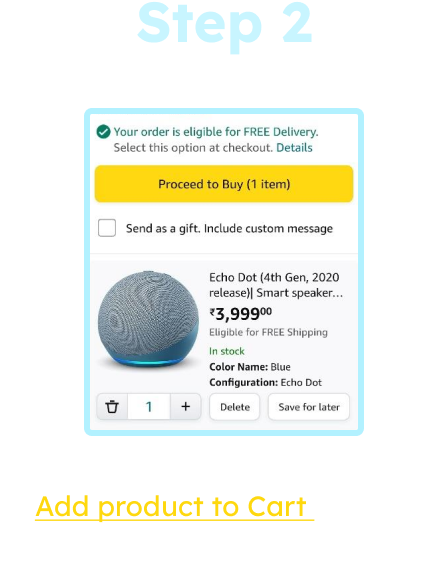 Step 2
Your order is eligible for FREE Delivery.
Select this option at checkout. Details
Proceed to Buy (1 item)
Send as a gift. Include custom message
Echo Dot (4th Gen, 2020
release)| Smart speaker...
₹3,99900
Eligible for FREE Shipping
In stock
Color Name: Blue
Configuration: Echo Dot
1 +
Delete
Save for later
Add product to Cart